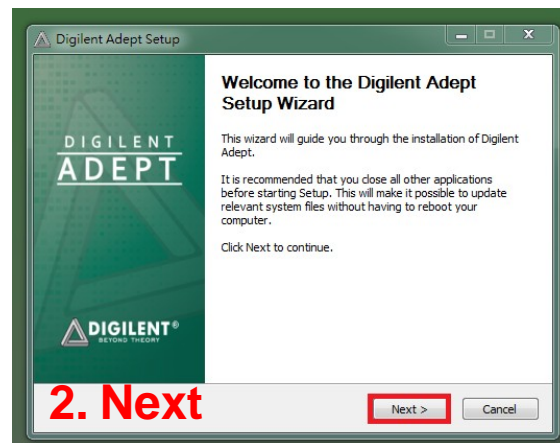 Digilent Adept Setup
Welcome to the Digilent Adept
Setup Wizard
This wizard will guide you through the installation of Digilent
Adept.
It is recommended that you close all other applications
before starting Setup. This will make it possible to update
relevant system files without having to reboot your
computer.
Click Next to continue.
DIGILENT
ADEPT
DIGILENT®
BEYOND THEORY
2. Next
Next >
Cancel